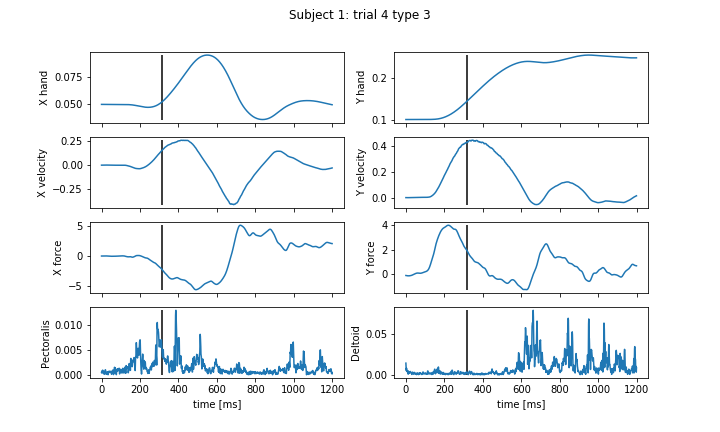 Subject 1: trial 4 type 3
X hand
0.075
0.050
Y hand
0.2
0.1
X velocity
0.25
0.00
−0.25
Y velocity
0.4
0.2
0.0
X force
5
0
−5
Y force
4
2
0
Pectoralis
0.010
0.005
0.000
0 200 400 600 800 1000 1200
time [ms]
Deltoid
0.05
0.00
0 200 400 600 800 1000 1200
time [ms]